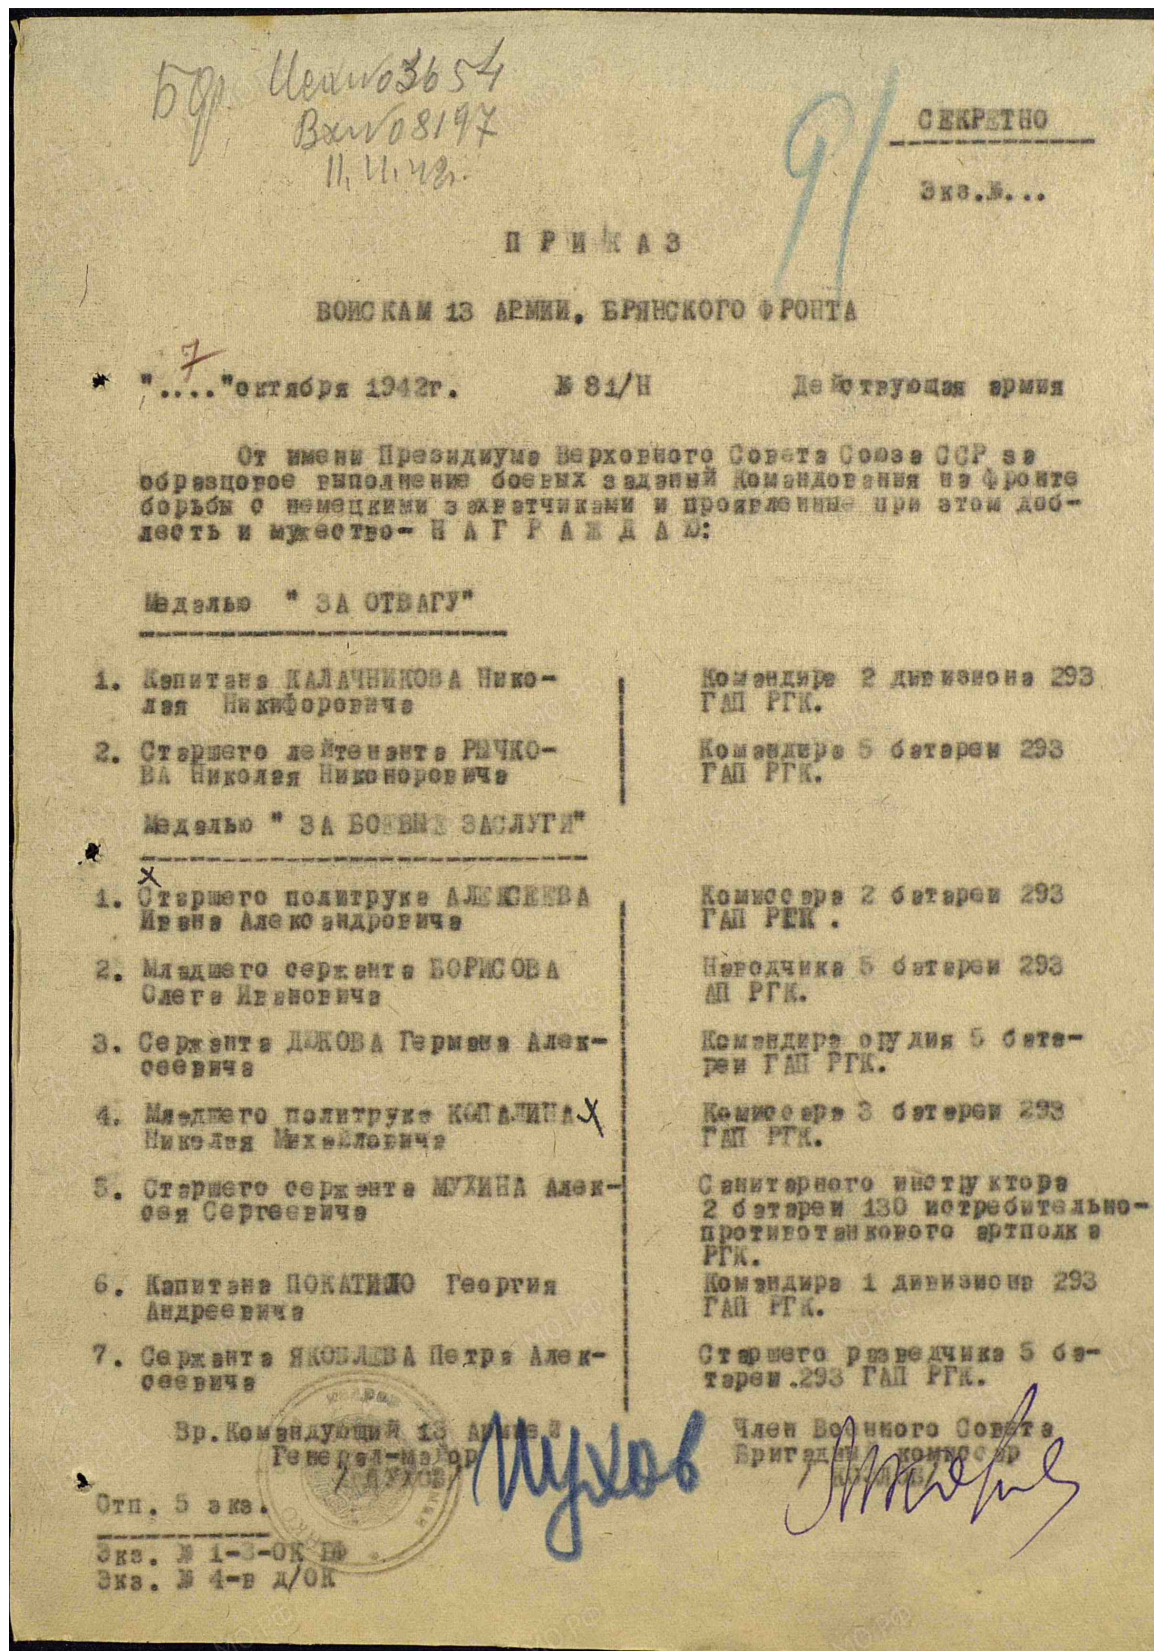 Бр. Исх№03654
Вх№08197
11.11.42г.
91
СЕКРЕТНО
Экз.№...
П Р И К А З
ВОЙСКАМ 13 АРМИИ. БРЯНСКОГО ФРОНТА
"..7.."октября 1942г. № 81/Н Действующая армия
От имени Президиума Верховного Совета Союза ССР за
образцовое выполнение боевых заданий Командования на фронте
борьбы с немецкими захватчиками и проявленные при этом доб-
лесть и мужество- Н А Г Р А Ж Д А Ю:
Медалью " ЗА ОТВАГУ"
1. Капитана КАЛАЧНИКОВА Нико- Командира 2 дивизиона 293
лая Никифоровича ГАП РГК.
2. Старшего лейтенанта РЫЧКО- Командира 5 батареи 293
ВА Николая Никоноровича ГАП РГК.
Медалью " ЗА БОЕВЫЕ ЗАСЛУГИ"
1. Старшего политрука АЛЕКСЕЕВА Комиссара 2 батареи 293
Ивана Александровича ГАП РГК .
2. Младшего сержанта БОРИСОВА Наводчика 5 батареи 293
Олега Ивановича АП РГК.
3. Сержанта ДЮКОВА Германа Алек- Командира орудия 5 бата-
сеевича реи ГАП РГК.
4. Младшего политрука КОПАЛИНА Комиссара 3 батареи 293
Николая Михайловича ГАП РГК.
5. Старшего сержанта МУХИНА Алек- Санитарного инструктора
сея Сергеевича 2 батареи 130 истребительно-
противотанкового артполка
РГК.
6. Капитана ПОКАТИЛО Георгия Командира 1 дивизиона 293
Андреевича ГАП РГК.
7. Сержанта ЯКОВЛЕВА Петра Алек- Старшего разведчика 5 ба-
сеевича тареи .293 ГАП РГК.
Вр.Командующий 13 Армией Член Военного Совета
Генерал-майор Бригадный комиссар
/ ПУХОВ/ Пухов / КОЗЛОВ/
Отп. 5 экз.
Экз. № 1-3-ОК БФ
Экз. № 4-в д/ОК